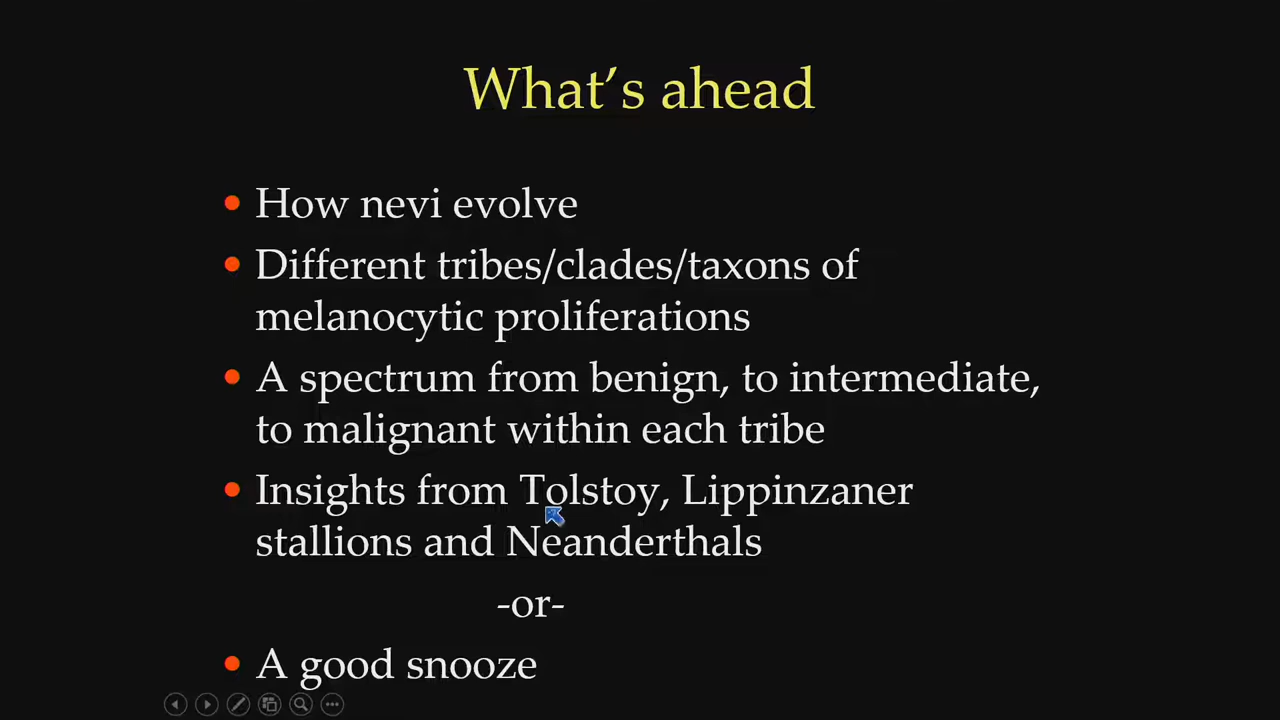 What's ahead
• How nevi evolve
• Different tribes/clades/taxons of
melanocytic proliferations
• A spectrum from benign, to intermediate,
to malignant within each tribe
• Insights from Tolstoy, Lippinzaner
stallions and Neanderthals
-or-
• A good snooze